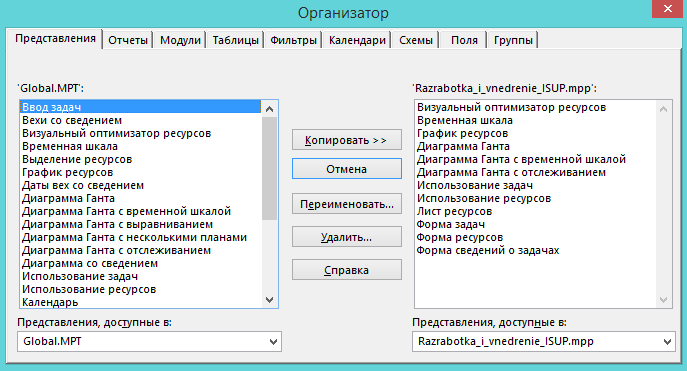 Организатор
Представления Отчеты Модули Таблицы Фильтры Календари Схемы Поля Группы
'Global.MPT':
Ввод задач
Вехи со сведением
Визуальный оптимизатор ресурсов
Временная шкала
Выделение ресурсов
График ресурсов
Даты вех со сведением
Диаграмма Ганта
Диаграмма Ганта с временной шкалой
Диаграмма Ганта с выравниванием
Диаграмма Ганта с несколькими планами
Диаграмма Ганта с отслеживанием
Диаграмма со сведением
Использование задач
Использование ресурсов
Календарь
Представления, доступные в:
Global.MPT
Копировать >>
Отмена
Переименовать...
Удалить...
Справка
'Razrabotka_i_vnedrenie_ISUP.mpp':
Визуальный оптимизатор ресурсов
Временная шкала
График ресурсов
Диаграмма Ганта
Диаграмма Ганта с временной шкалой
Диаграмма Ганта с отслеживанием
Использование задач
Использование ресурсов
Лист ресурсов
Форма задач
Форма ресурсов
Форма сведений о задачах
Представления, доступные в:
Razrabotka_i_vnedrenie_ISUP.mpp